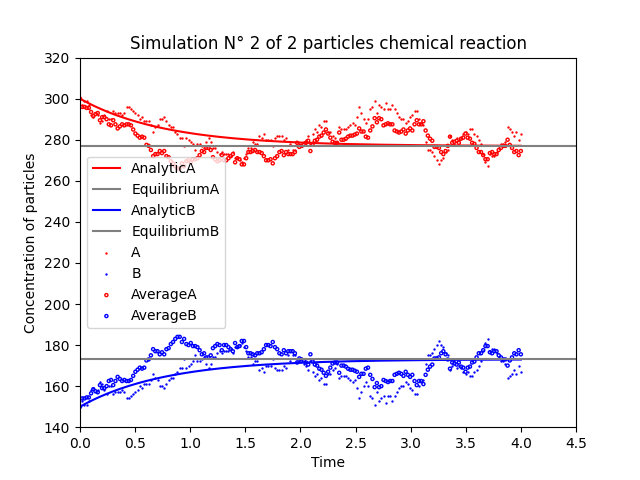 Simulation N° 2 of 2 particles chemical reaction
Concentration of particles
320
300
280
260
240
220
200
180
160
140
AnalyticA
EquilibriumA
AnalyticB
EquilibriumB
A
B
AverageA
AverageB
0.0 0.5 1.0 1.5 2.0 2.5 3.0 3.5 4.0 4.5
Time